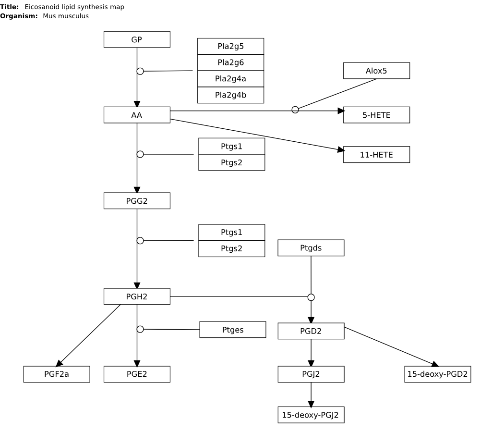 Title: Eicosanoid lipid synthesis map
Organism: Mus musculus
GP
Pla2g5
Pla2g6
Pla2g4a
Pla2g4b
Alox5
AA
5-HETE
Ptgs1
Ptgs2
11-HETE
PGG2
Ptgs1
Ptgs2
Ptgds
PGH2
Ptges
PGD2
PGF2a
PGE2
PGJ2
15-deoxy-PGD2
15-deoxy-PGJ2